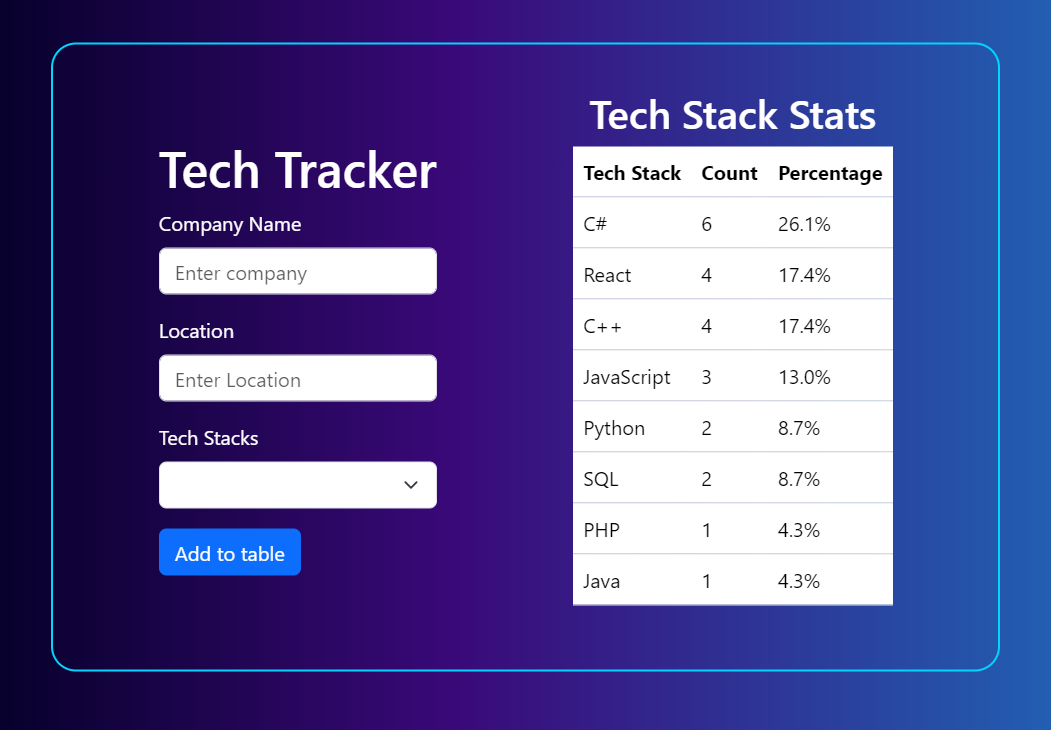 Tech Tracker
Company Name
Enter company
Location
Enter Location
Tech Stacks
Add to table
Tech Stack Stats
Tech Stack Count Percentage
C# 6 26.1%
React 4 17.4%
C++ 4 17.4%
JavaScript 3 13.0%
Python 2 8.7%
SQL 2 8.7%
PHP 1 4.3%
Java 1 4.3%